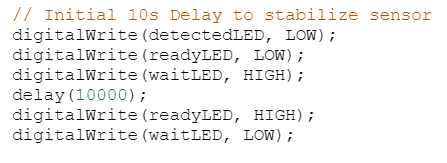 // Initial 10s Delay to stabilize sensor
digitalWrite(detectedLED, LOW);
digitalWrite(readyLED, LOW);
digitalWrite(waitLED, HIGH);
delay(10000);
digitalWrite(readyLED, HIGH);
digitalWrite(waitLED, LOW);